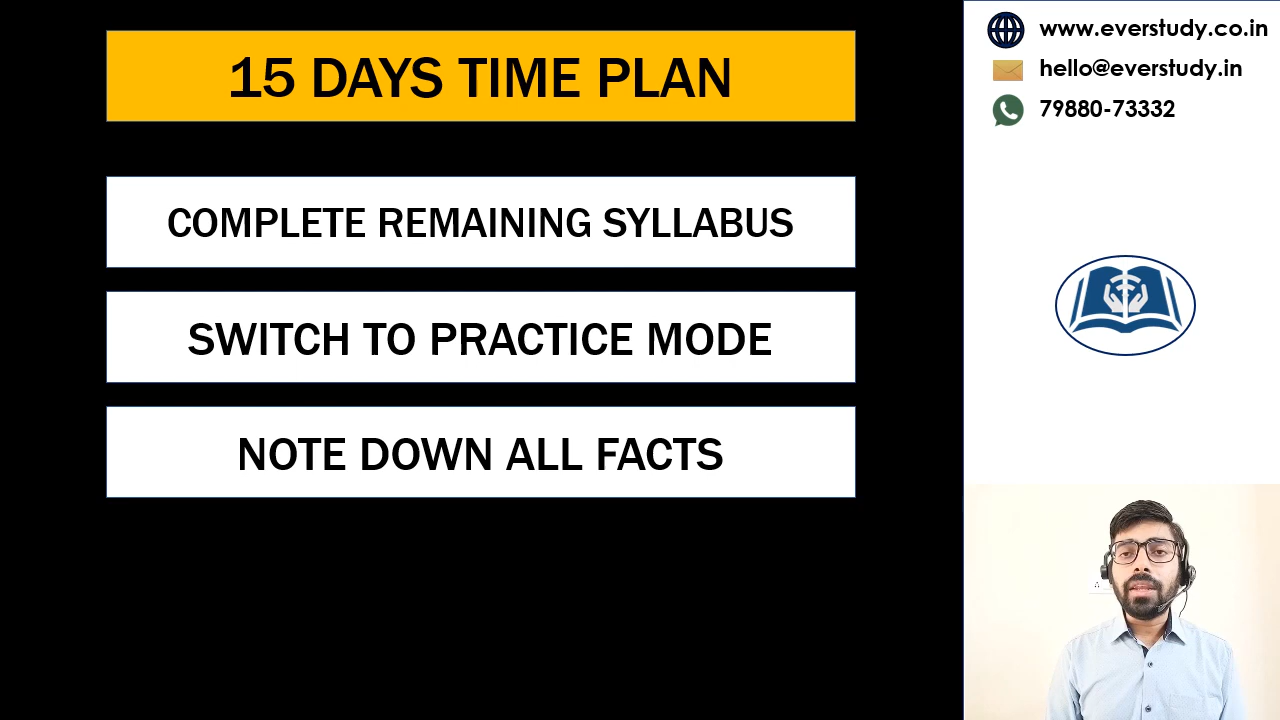 15 DAYS TIME PLAN
COMPLETE REMAINING SYLLABUS
SWITCH TO PRACTICE MODE
NOTE DOWN ALL FACTS
www.everstudy.co.in
hello@everstudy.in
79880-73332